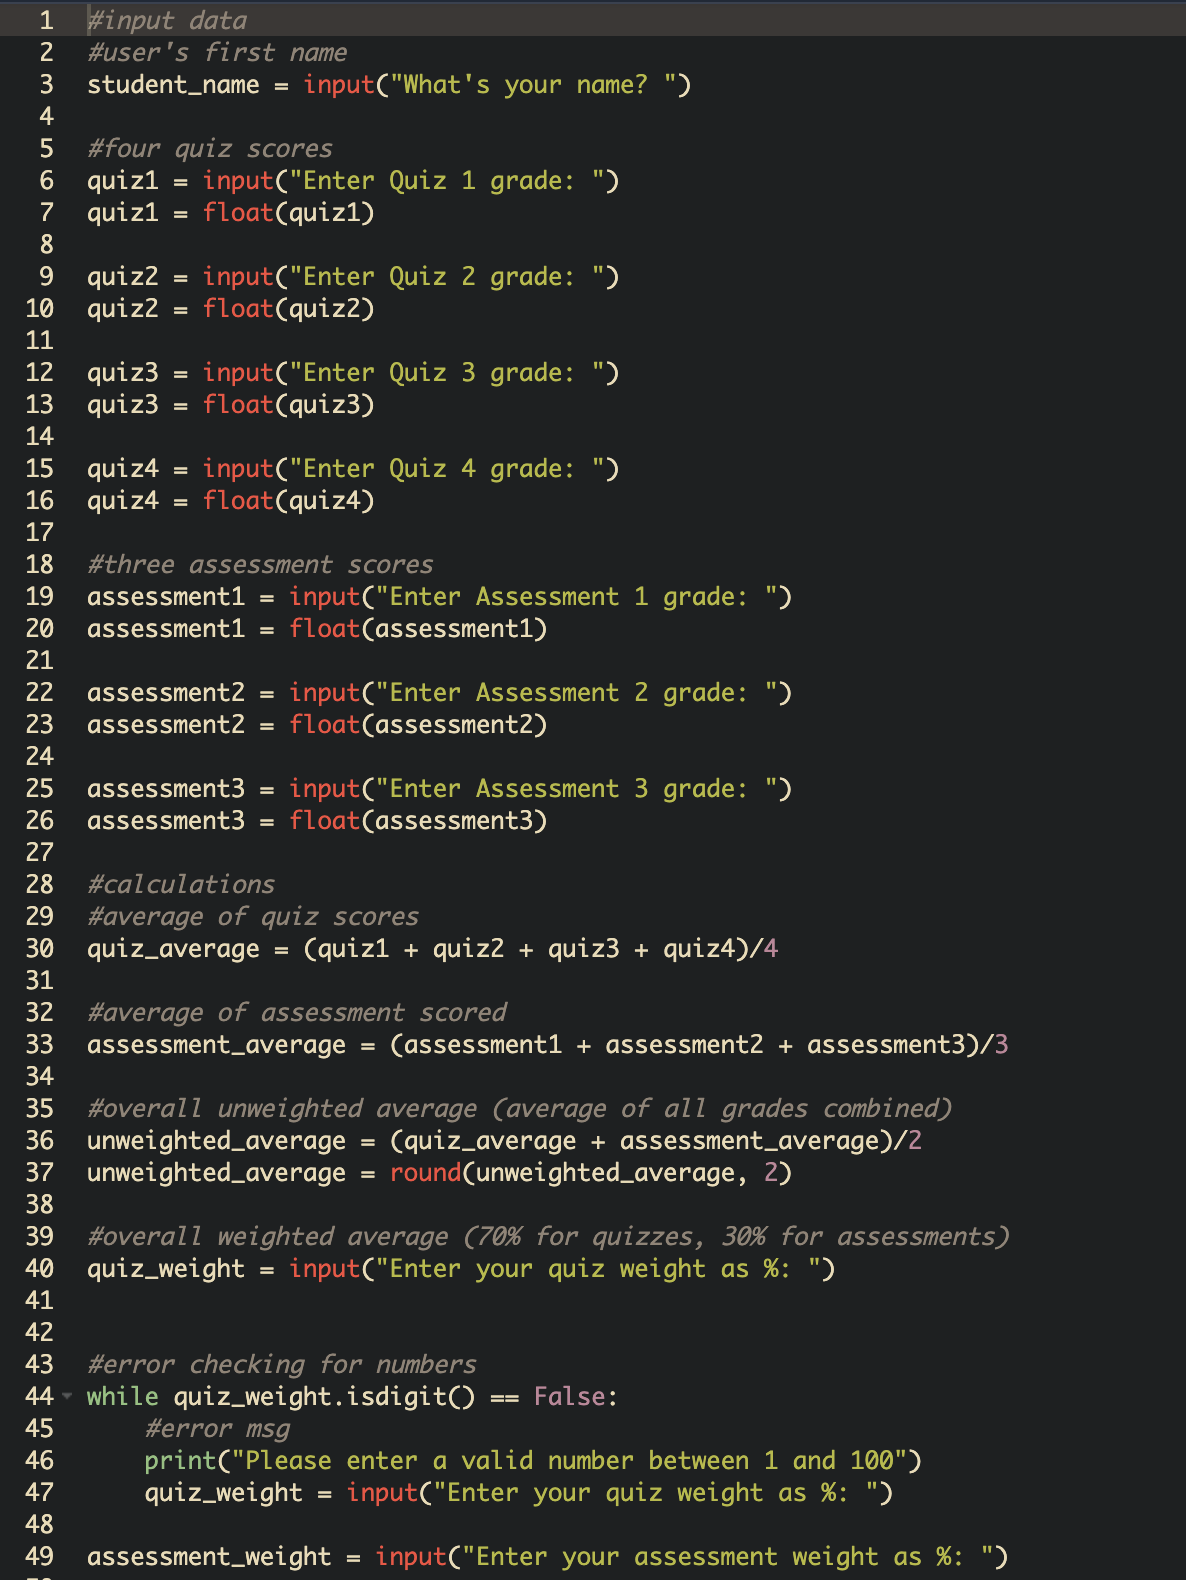 1 #input data
2 #user's first name
3 student_name = input("What's your name? ")
4
5 #four quiz scores
6 quiz1 = input("Enter Quiz 1 grade: ")
7 quiz1 = float(quiz1)
8
9 quiz2 = input("Enter Quiz 2 grade: ")
10 quiz2 = float(quiz2)
11
12 quiz3 = input("Enter Quiz 3 grade: ")
13 quiz3 = float(quiz3)
14
15 quiz4 = input("Enter Quiz 4 grade: ")
16 quiz4 = float(quiz4)
17
18 #three assessment scores
19 assessment1 = input("Enter Assessment 1 grade: ")
20 assessment1 = float(assessment1)
21
22 assessment2 = input("Enter Assessment 2 grade: ")
23 assessment2 = float(assessment2)
24
25 assessment3 = input("Enter Assessment 3 grade: ")
26 assessment3 = float(assessment3)
27
28 #calculations
29 #average of quiz scores
30 quiz_average = (quiz1 + quiz2 + quiz3 + quiz4)/4
31
32 #average of assessment scored
33 assessment_average = (assessment1 + assessment2 + assessment3)/3
34
35 #overall unweighted average (average of all grades combined)
36 unweighted_average = (quiz_average + assessment_average)/2
37 unweighted_average = round(unweighted_average, 2)
38
39 #overall weighted average (70% for quizzes, 30% for assessments)
40 quiz_weight = input("Enter your quiz weight as %: ")
41
42
43 #error checking for numbers
44 while quiz_weight.isdigit() == False:
45     #error msg
46     print("Please enter a valid number between 1 and 100")
47     quiz_weight = input("Enter your quiz weight as %: ")
48
49 assessment_weight = input("Enter your assessment weight as %: ")